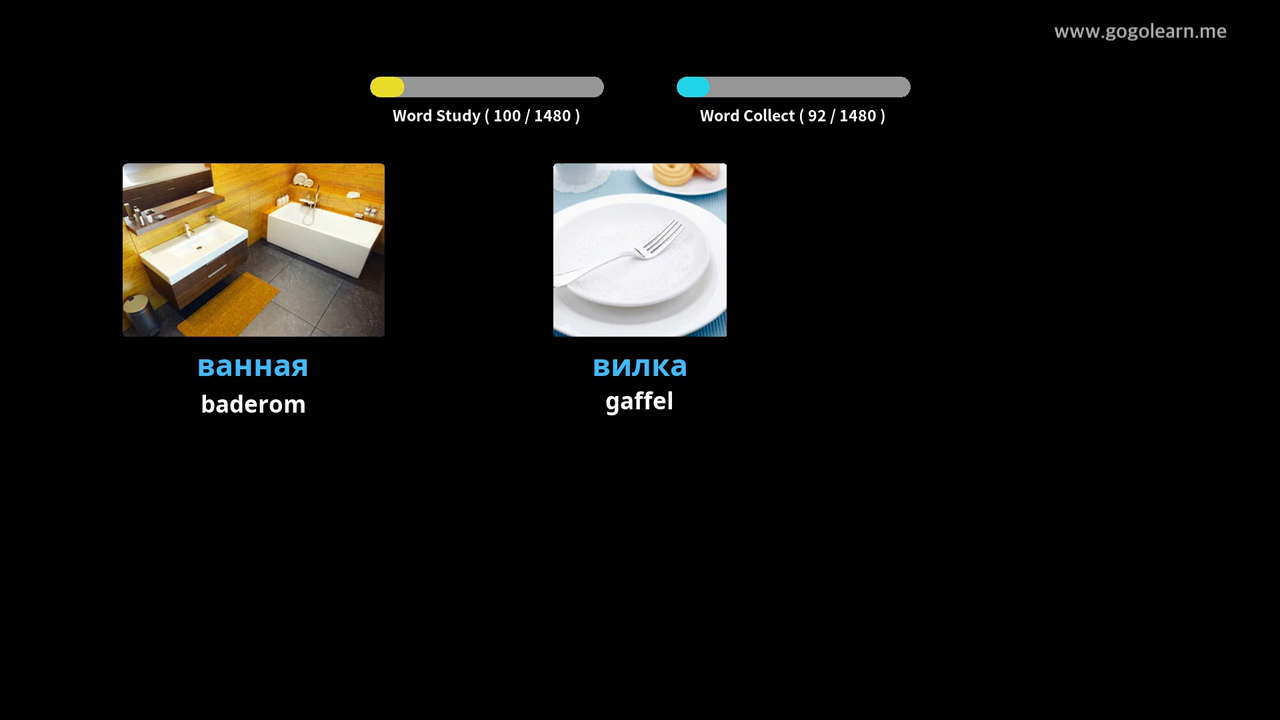 www.gogolearn.me
Word Study ( 100 / 1480 )
Word Collect ( 92 / 1480 )
ванная
baderom
вилка
gaffel